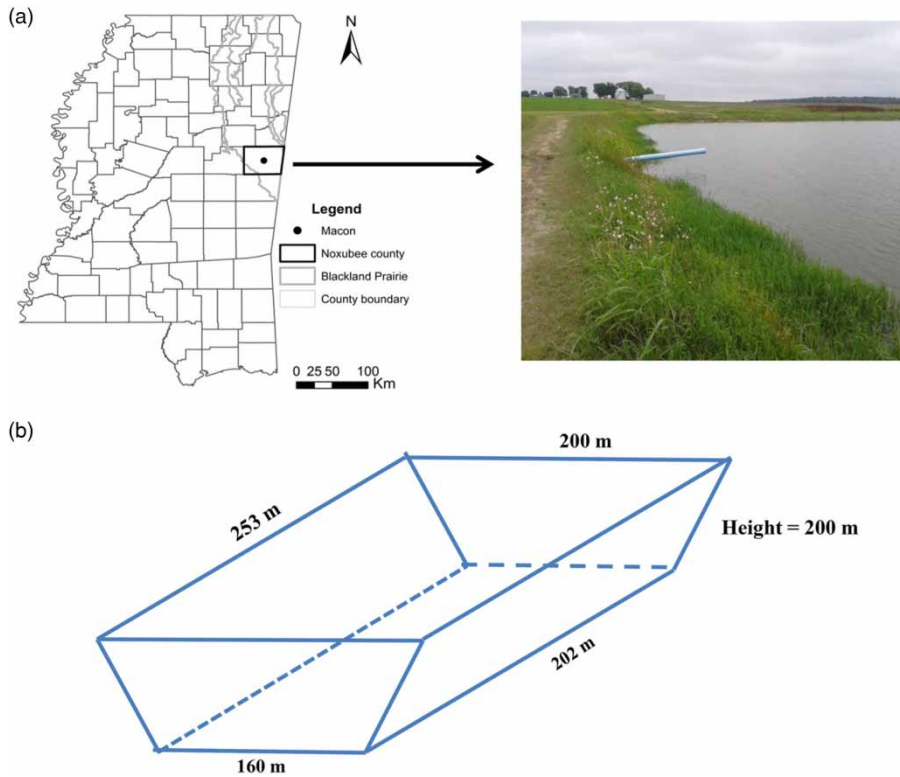 (a)
N
Legend
Macon
Noxubee county
Blackland Prairie
County boundary
0 25 50 100
Km
(b)
200 m
253 m
Height = 200 m
202 m
160 m